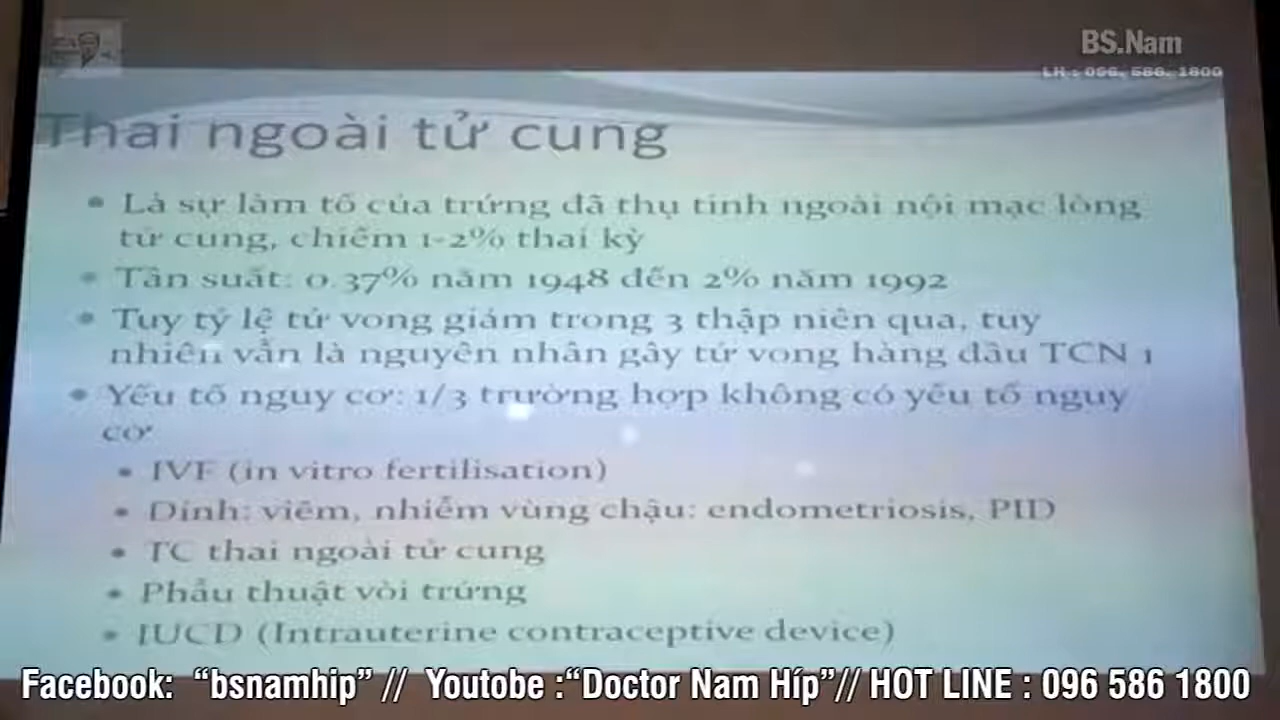 BS.Nam
LH : 096. 586. 1800
Thai ngoài tử cung
• Là sự làm tổ của trứng đã thụ tinh ngoài nội mạc lòng
tử cung, chiếm 1-2% thai kỳ
• Tần suất: 0.37% năm 1948 đến 2% năm 1992
• Tuy tỷ lệ tử vong giảm trong 3 thập niên qua, tuy
nhiên vẫn là nguyên nhân gây tử vong hàng đầu TCN 1
• Yếu tố nguy cơ: 1/3 trường hợp không có yếu tố nguy
cơ
• IVF (in vitro fertilisation)
• Dính: viêm, nhiễm vùng chậu: endometriosis, PID
• TC thai ngoài tử cung
• Phẫu thuật vòi trứng
• IUCD (Intrauterine contraceptive device)
Facebook: “bsnamhip” // Youtobe :“Doctor Nam Híp”// HOT LINE : 096 586 1800